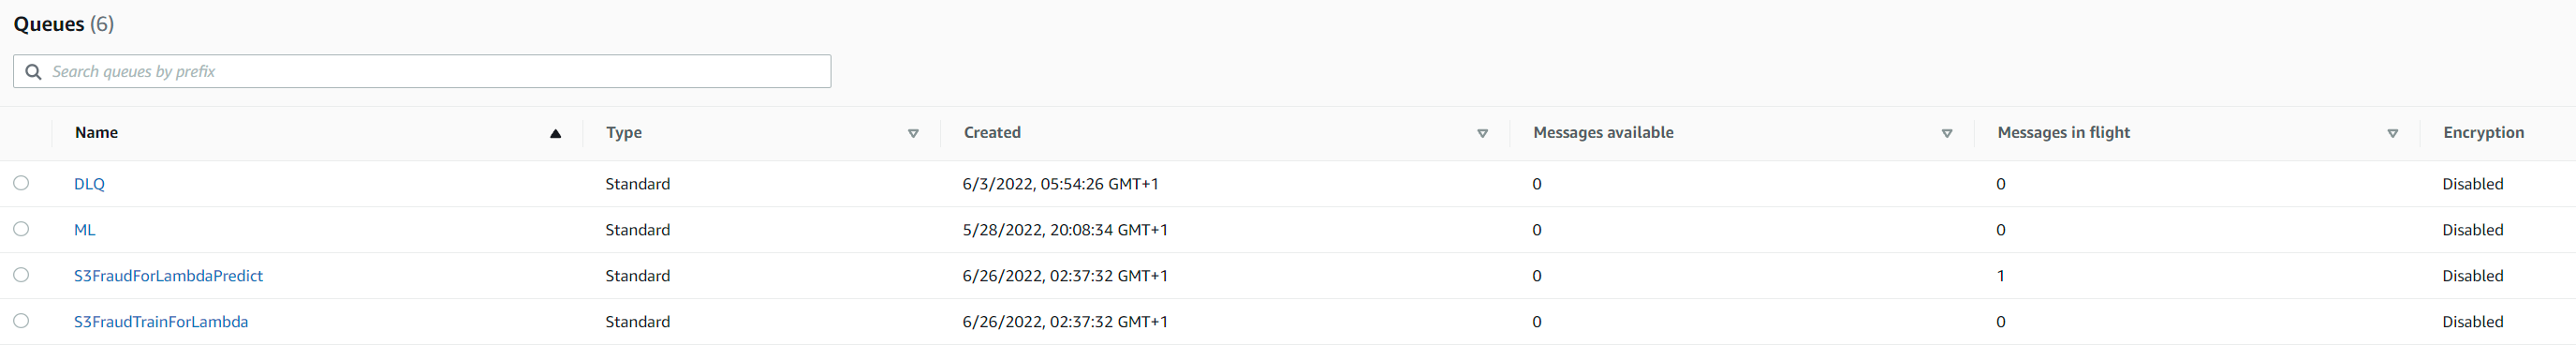 Queues (6)
Search queues by prefix
Name Type Created Messages available Messages in flight Encryption
DLQ Standard 6/3/2022, 05:54:26 GMT+1 0 0 Disabled
ML Standard 5/28/2022, 20:08:34 GMT+1 0 0 Disabled
S3FraudForLambdaPredict Standard 6/26/2022, 02:37:32 GMT+1 0 1 Disabled
S3FraudTrainForLambda Standard 6/26/2022, 02:37:32 GMT+1 0 0 Disabled